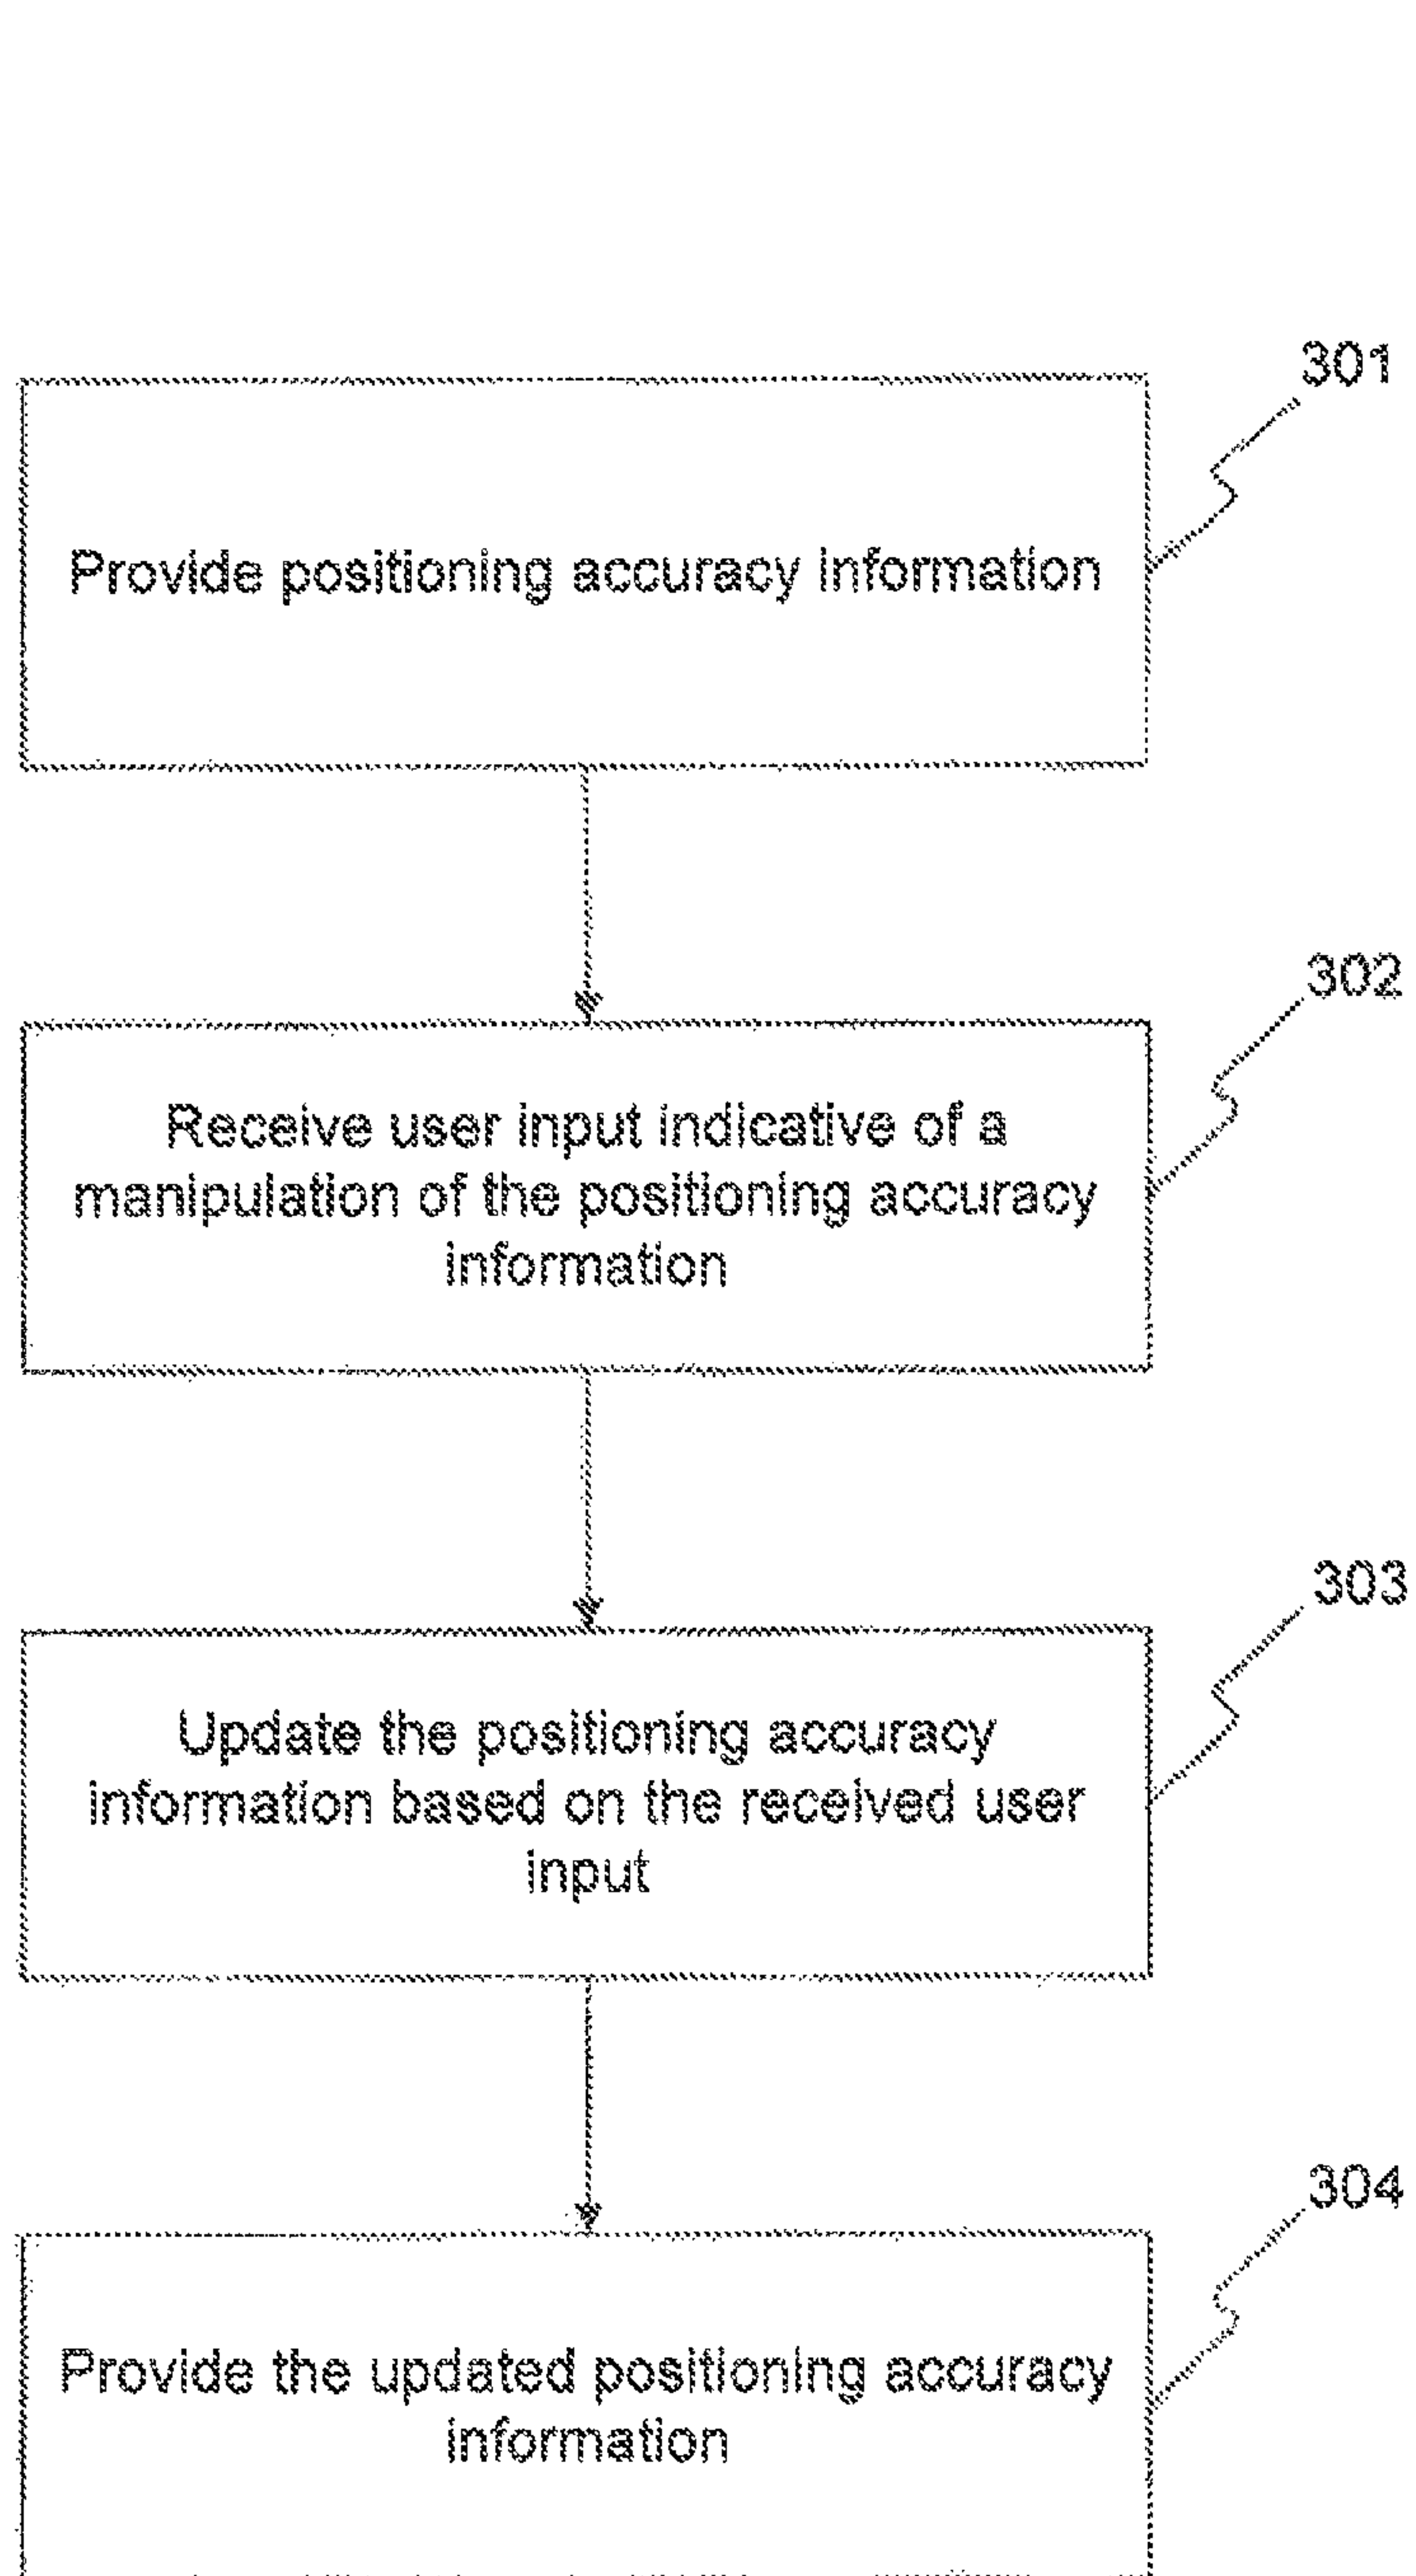 301
Provide positioning accuracy information
302
Receive user input indicative of a
manipulation of the positioning accuracy
information
303
Update the positioning accuracy
information based on the received user
input
304
Provide the updated positioning accuracy
information